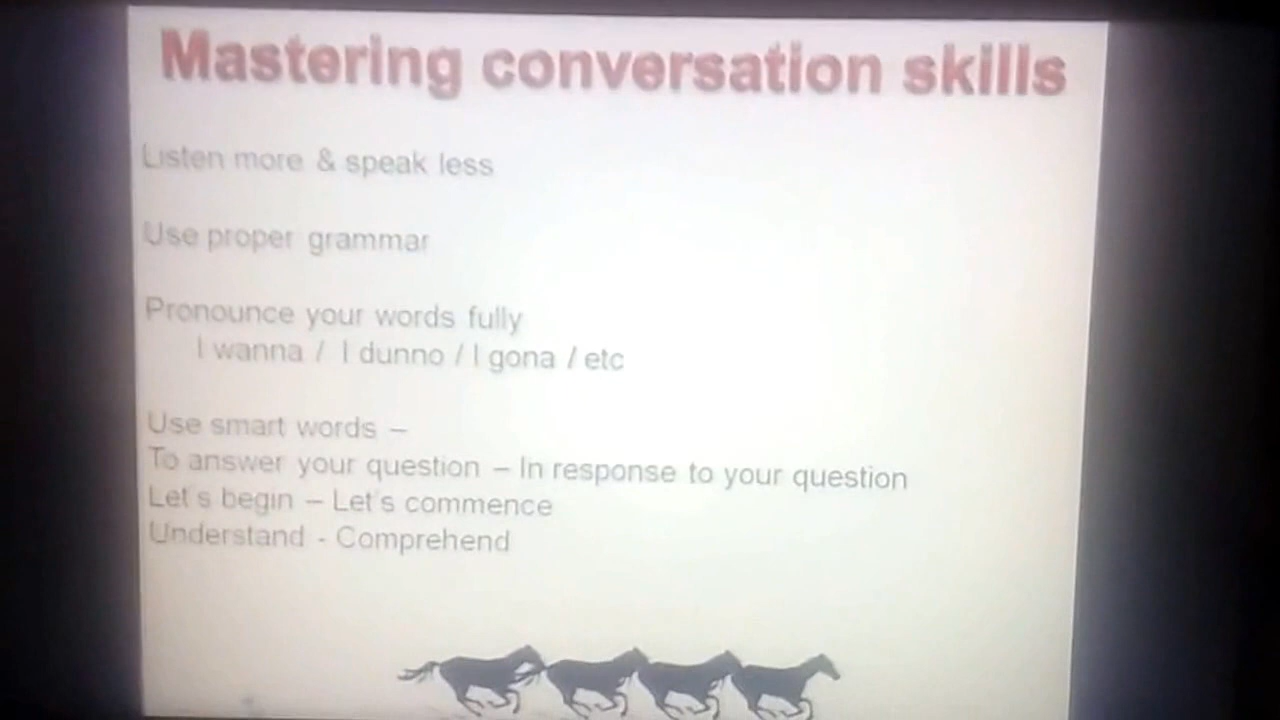 Mastering conversation skills
Listen more & speak less
Use proper grammar
Pronounce your words fully
I wanna / I dunno / I gona / etc
Use smart words –
To answer your question – In response to your question
Let's begin – Let's commence
Understand - Comprehend